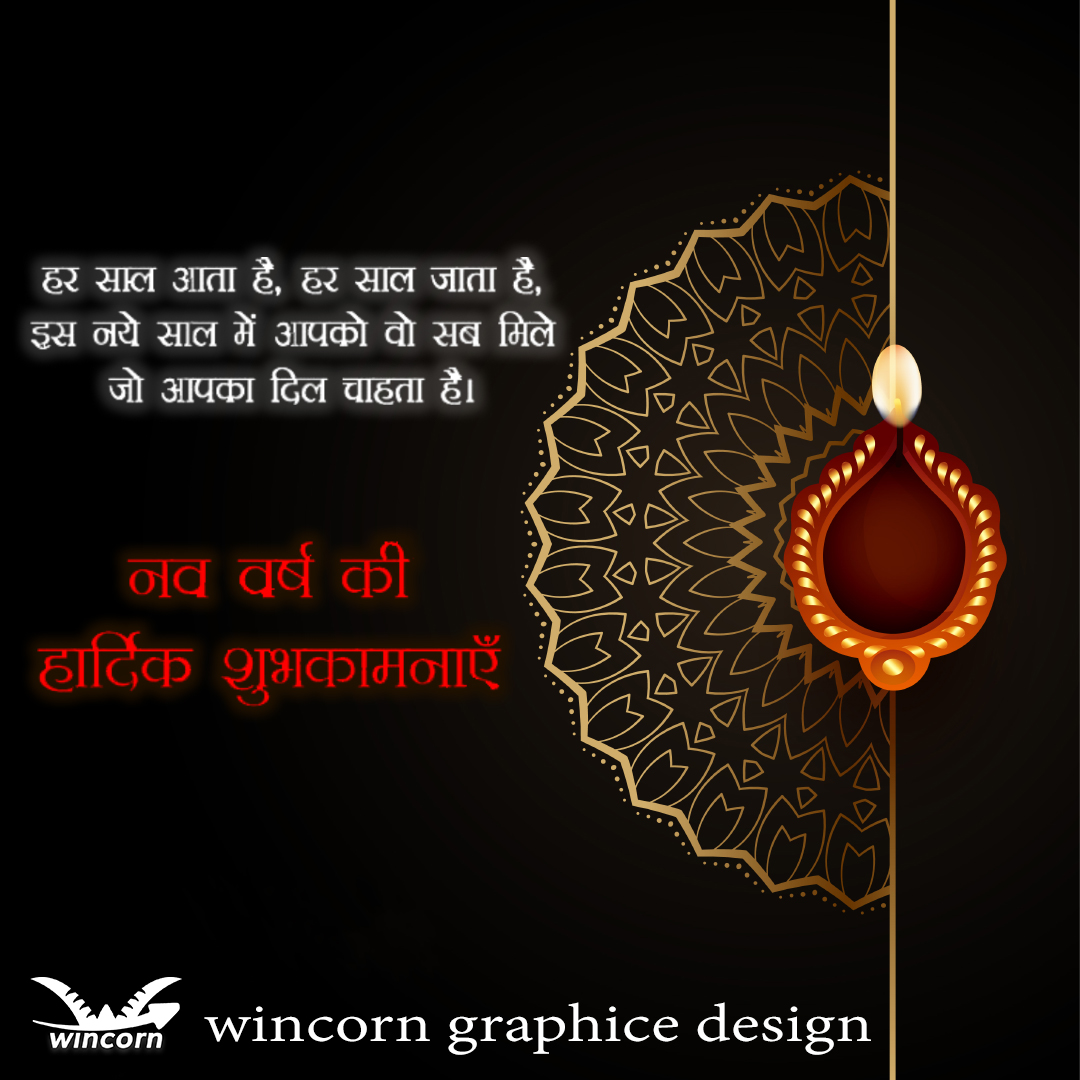 हर साल आता है, हर साल जाता है,
इस नये साल में आपको वो सब मिले
जो आपका दिल चाहता है।
नव वर्ष की
हार्दिक शुभकामनाएँ
wincorn
wincorn graphice design